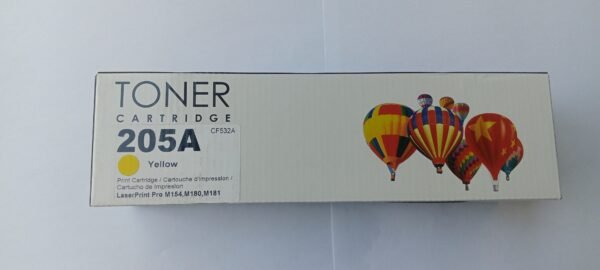 TONER
CARTRIDGE
205A CF532A
Yellow
Print Cartridge / Cartouche d'impression /
Cartucho de impresión
LaserPrint Pro M154,M180,M181